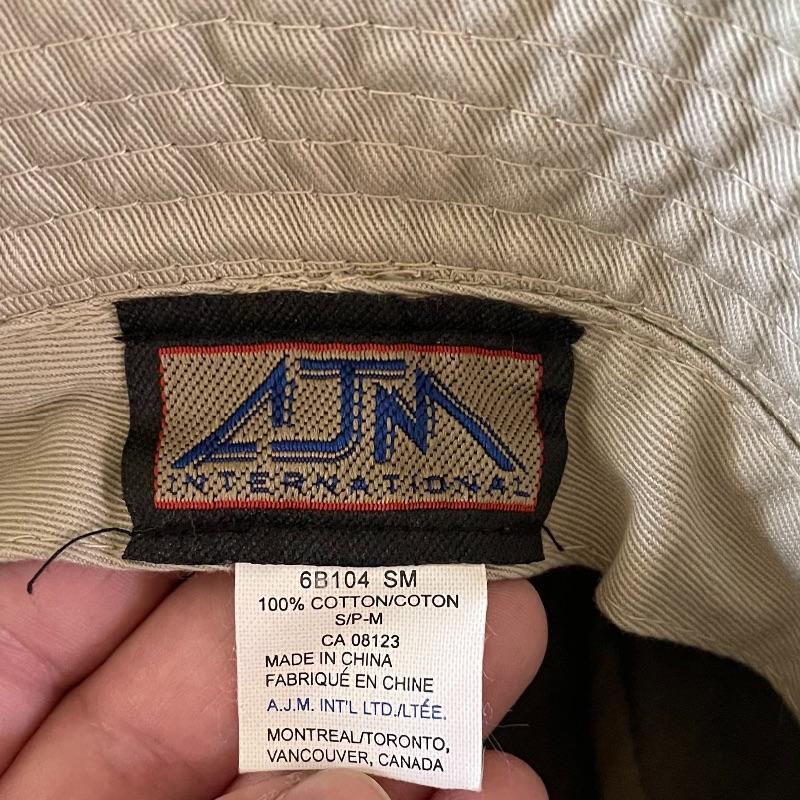 AJM
INTERNATIONAL
6B104 SM
100% COTTON/COTON
S/P-M
CA 08123
MADE IN CHINA
FABRIQUÉ EN CHINE
A.J.M. INT'L LTD./LTÉE.
MONTREAL/TORONTO,
VANCOUVER, CANADA